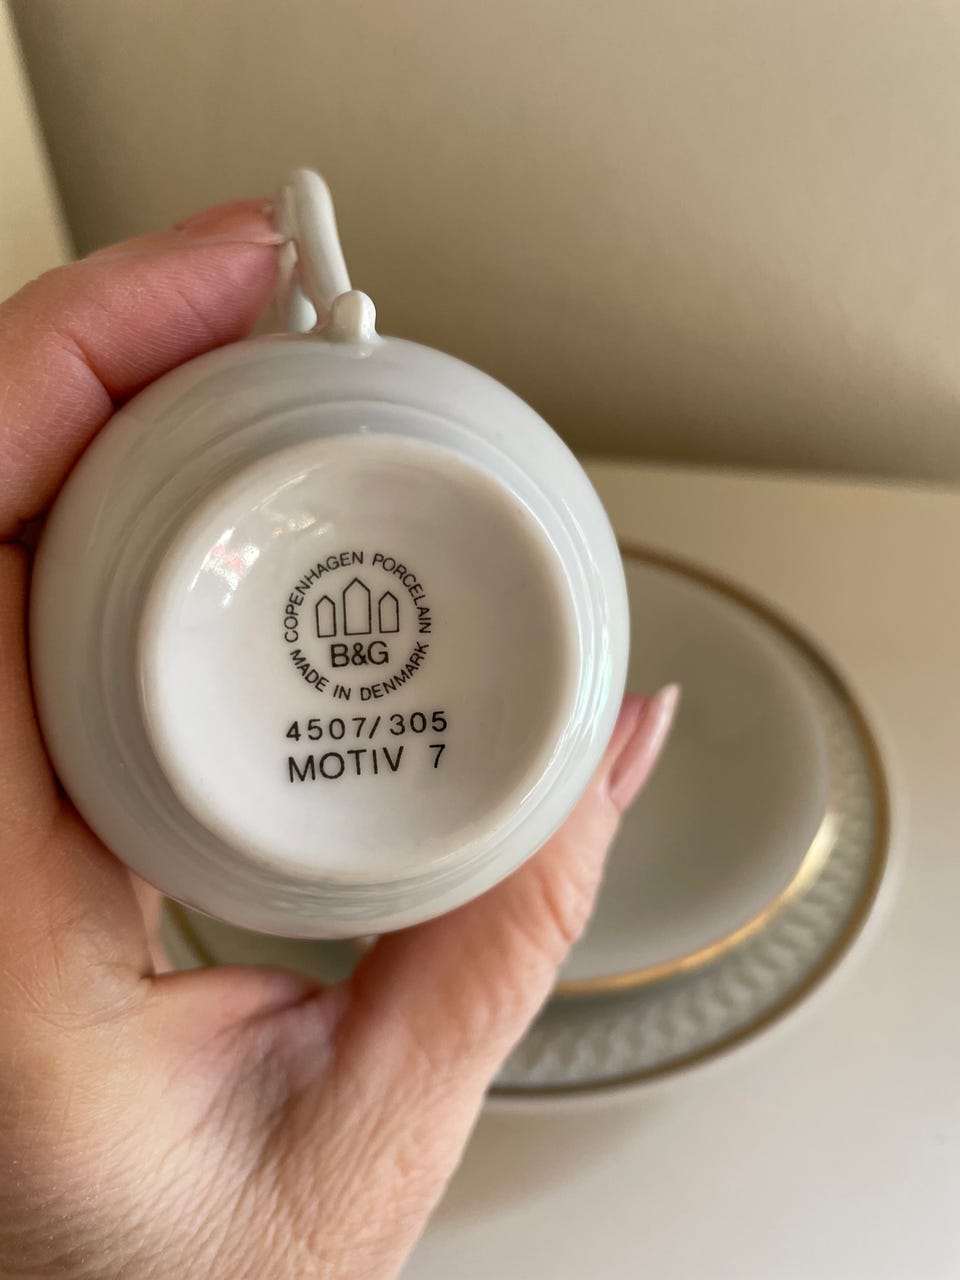 COPENHAGEN PORCELAIN
B&G
MADE IN DENMARK
4507/305
MOTIV 7